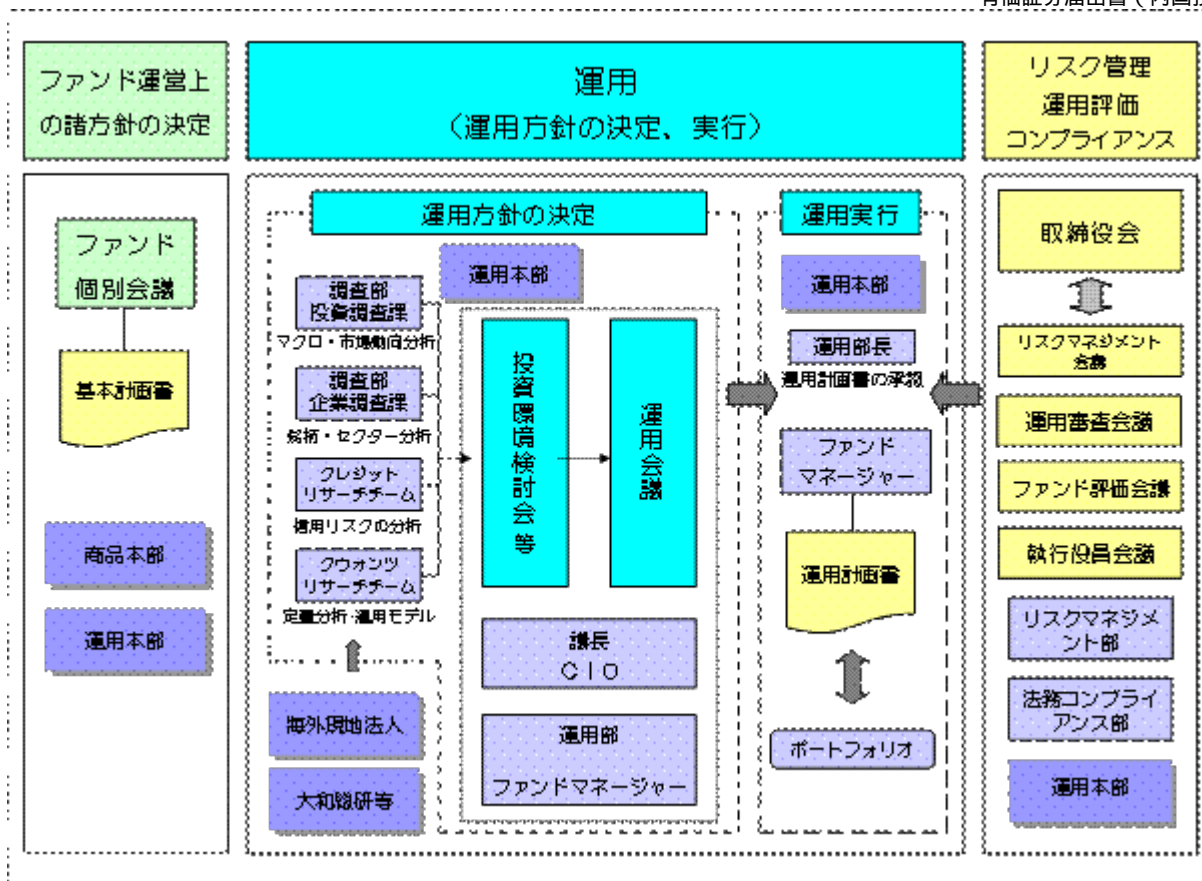 有価証券届出書（内国投
ファンド運営上
の諸方針の決定
運用
（運用方針の決定、実行）
リスク管理
運用評価
コンプライアンス
ファンド
個別会議
基本計画書
商品本部
運用本部
運用方針の決定
運用本部
調査部
投資調査課
マクロ・市場動向分析
調査部
企業調査課
銘柄・セクター分析
クレジット
リサーチチーム
信用リスクの分析
クウォンツ
リサーチチーム
定量分析・運用モデル
海外現地法人
大和総研等
投資環境検討会等
運用会議
議長
ＣＩＯ
運用部
ファンドマネージャー
運用実行
運用本部
運用部長
運用計画書の承認
ファンド
マネージャー
運用計画書
ポートフォリオ
取締役会
リスクマネジメント
会議
運用審査会議
ファンド評価会議
執行役員会議
リスクマネジメ
ント部
法務コンプライ
アンス部
運用本部